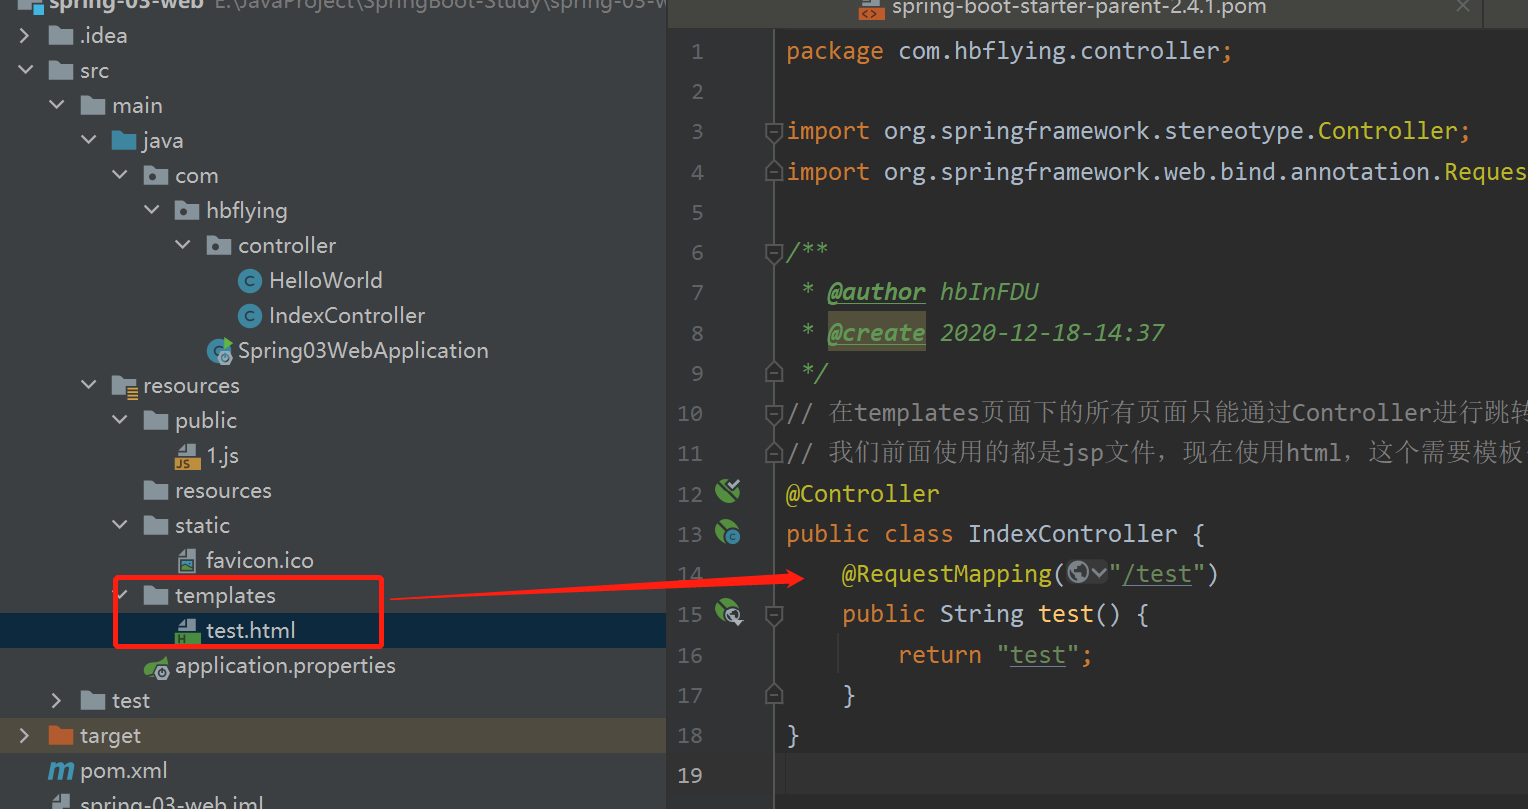 spring-03-web E:\JavaProject\SpringBoot-Study\spring-03-w
.idea
src
main
java
com
hbflying
controller
HelloWorld
IndexController
Spring03WebApplication
resources
public
1.js
resources
static
favicon.ico
templates
test.html
application.properties
test
target
pom.xml
spring-03-web.iml
spring-boot-starter-parent-2.4.1.pom
1 package com.hbflying.controller;
2
3 import org.springframework.stereotype.Controller;
4 import org.springframework.web.bind.annotation.Reques
5
6 /**
7 * @author hbInFDU
8 * @create 2020-12-18-14:37
9 */
10 // 在templates页面下的所有页面只能通过Controller进行跳转
11 // 我们前面使用的都是jsp文件，现在使用html，这个需要模板
12 @Controller
13 public class IndexController {
14 @RequestMapping("/test")
15 public String test() {
16 return "test";
17 }
18 }
19